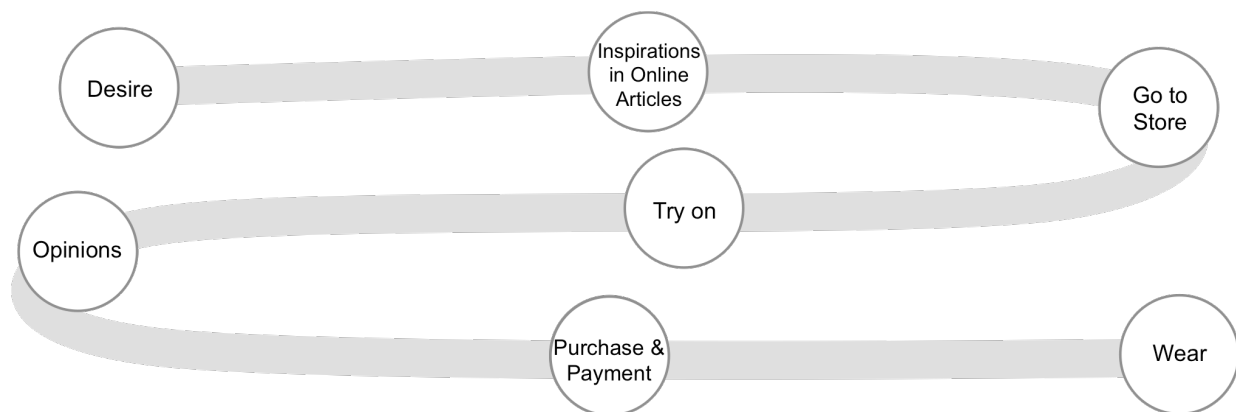 Desire
Inspirations
in Online
Articles
Go to
Store
Try on
Opinions
Purchase &
Payment
Wear